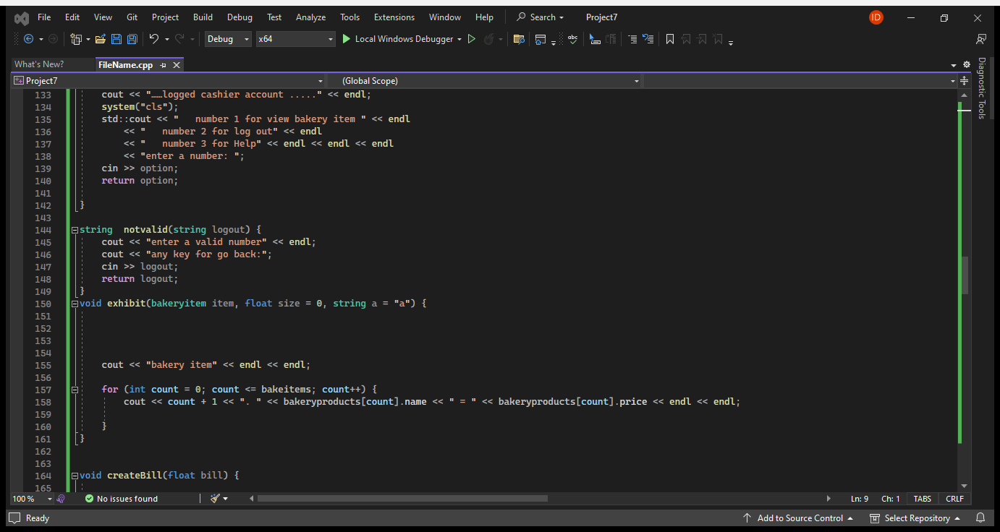 File Edit View Git Project Build Debug Test Analyze Tools Extensions Window Help Search Project7 ID
Debug x64 Local Windows Debugger
What's New? FileName.cpp
Project7 (Global Scope)
133 cout << "……logged cashier account ....." << endl;
134 system("cls");
135 std::cout << "   number 1 for view bakery item " << endl
136 << "   number 2 for log out" << endl
137 << "   number 3 for Help" << endl << endl << endl
138 << "enter a number: ";
139 cin >> option;
140 return option;
141
142 }
143
144 string  notvalid(string logout) {
145 cout << "enter a valid number" << endl;
146 cout << "any key for go back:";
147 cin >> logout;
148 return logout;
149 }
150 void exhibit(bakeryitem item, float size = 0, string a = "a") {
151
152
153
154
155 cout << "bakery item" << endl << endl;
156
157 for (int count = 0; count <= bakeitems; count++) {
158 cout << count + 1 << ". " << bakeryproducts[count].name << " = " << bakeryproducts[count].price << endl << endl;
159
160 }
161 }
162
163
164 void createBill(float bill) {
165
Diagnostic Tools
100 % No issues found Ln: 9 Ch: 1 TABS CRLF
Ready Add to Source Control Select Repository